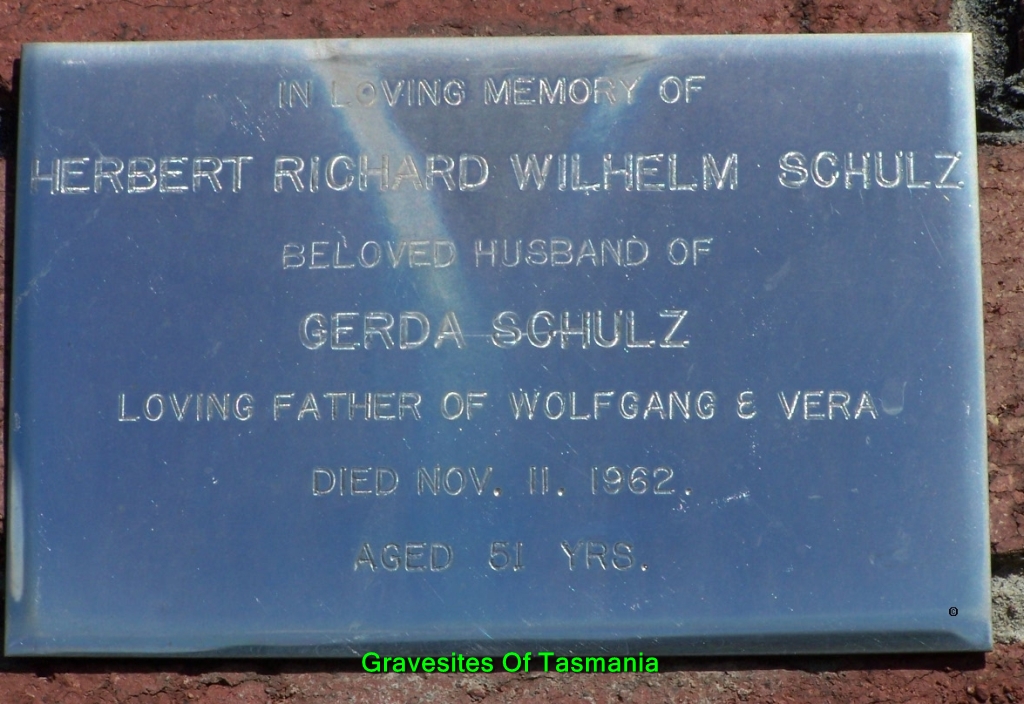 IN LOVING MEMORY OF
HERBERT RICHARD WILHELM SCHULZ
BELOVED HUSBAND OF
GERDA SCHULZ
LOVING FATHER OF WOLFGANG & VERA
DIED NOV. 11. 1962.
AGED 51 YRS.
Gravesites Of Tasmania